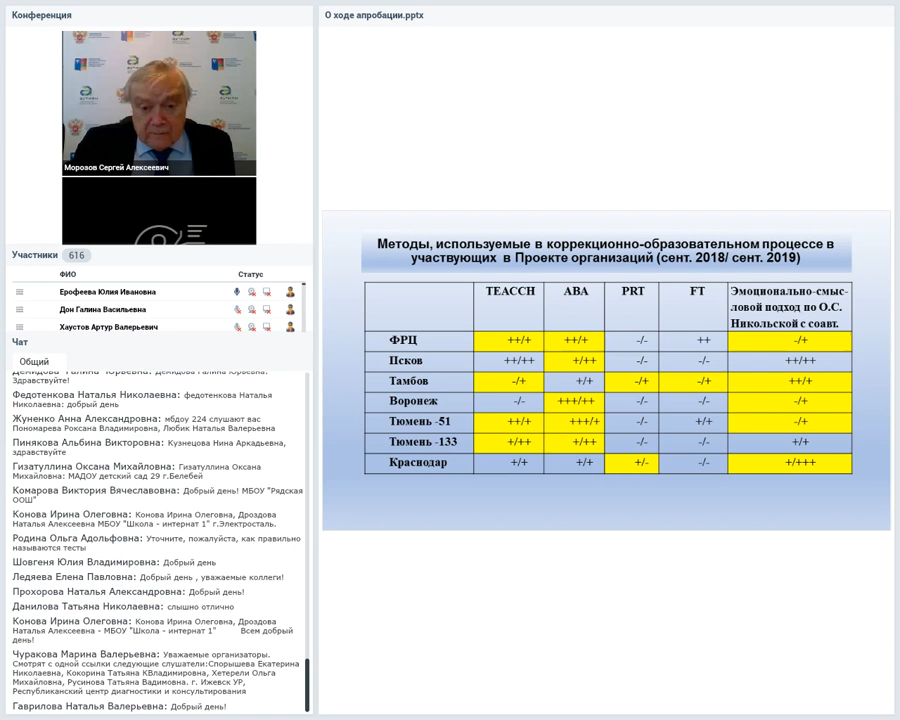 Конференция
Морозов Сергей Алексеевич
Участники 616
ФИО Статус
Ерофеева Юлия Ивановна
Дон Галина Васильевна
Хаустов Артур Валерьевич
Чат
Общий
Демидова Галина Юрьевна: Демидова Галина Юрьевна.
Здравствуйте!
Федотенкова Наталья Николаевна: федотенкова Наталья
Николаевна: добрый день
Жуненко Анна Александровна: мбдоу 224 слушают вас
Пономарева Роксана Владимировна, Любик Наталья Валерьевна
Пинякова Альбина Викторовна: Кузнецова Нина Аркадьевна,
здравствуйте
Гизатуллина Оксана Михайловна: Гизатуллина Оксана
Михайловна: МАДОУ детский сад 29 г.Белебей
Комарова Виктория Вячеславовна: Добрый день! МБОУ "Рядская
ООШ"
Конова Ирина Олеговна: Конова Ирина Олеговна, Дроздова
Наталья Алексеевна МБОУ "Школа - интернат 1" г.Электросталь.
Родина Ольга Адольфовна: Уточните, пожалуйста, как правильно
называются тесты
Шовгеня Юлия Владимировна: Добрый день
Ледяева Елена Павловна: Добрый день , уважаемые коллеги!
Прохорова Наталья Александровна: Добрый день!
Данилова Татьяна Николаевна: слышно отлично
Конова Ирина Олеговна: Конова Ирина Олеговна, Дроздова
Наталья Алексеевна - МБОУ "Школа - интернат 1" Всем добрый
день!
Чуракова Марина Валерьевна: Уважаемые организаторы.
Смотрят с одной ссылки следующие слушатели:Спорышева Екатерина
Николаевна, Кокорина Татьяна КВладимировна, Хетерели Ольга
Михайловна, Русинова Татьяна Вадимовна. г. Ижевск УР,
Республиканский центр диагностики и консультирования
Гаврилова Наталья Валерьевна: Добрый день!
О ходе апробации.pptx
Методы, используемые в коррекционно-образовательном процессе в
участвующих в Проекте организаций (сент. 2018/ сент. 2019)
TEACCH ABA PRT FT Эмоционально-смыс-
ловой подход по О.С.
Никольской с соавт.
ФРЦ ++/+ ++/+ -/- ++ -/+
Псков ++/++ +/++ -/- -/- ++/++
Тамбов -/+ +/+ -/+ -/+ ++/+
Воронеж -/- +++/++ -/- -/- -/+
Тюмень -51 ++/+ +++/+ -/- +/+ -/+
Тюмень -133 +/++ +/++ -/- -/- +/+
Краснодар +/+ +/+ +/- -/- +/+++